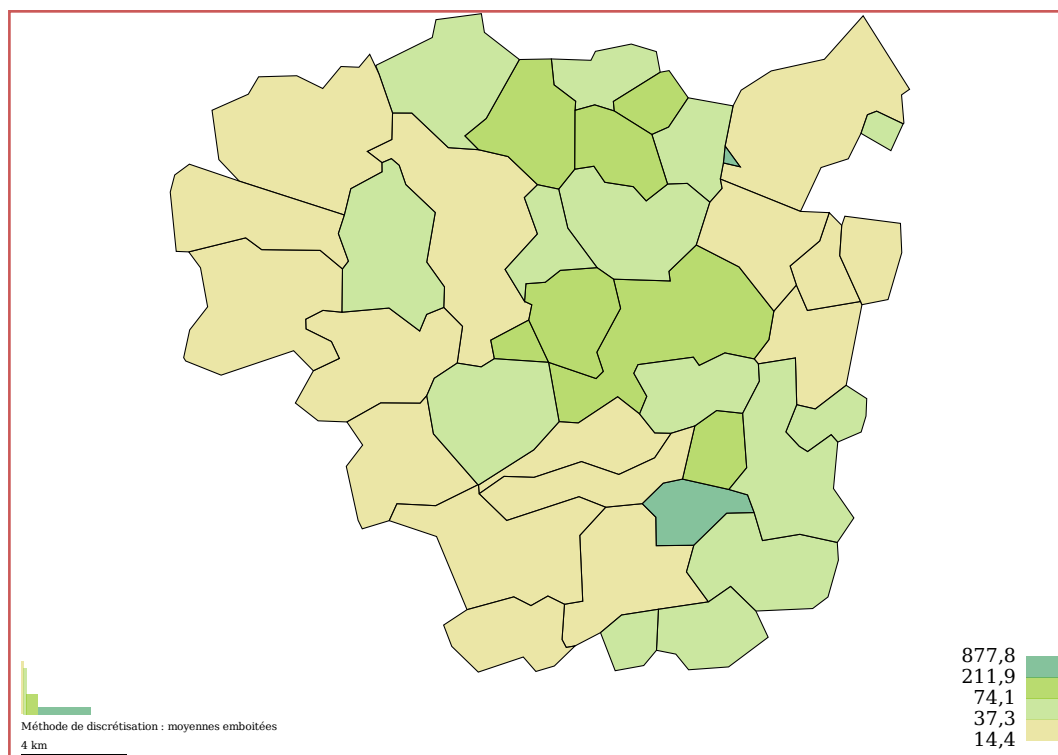 877,8
211,9
74,1
37,3
14,4
Méthode de discrétisation : moyennes emboitées
4 km